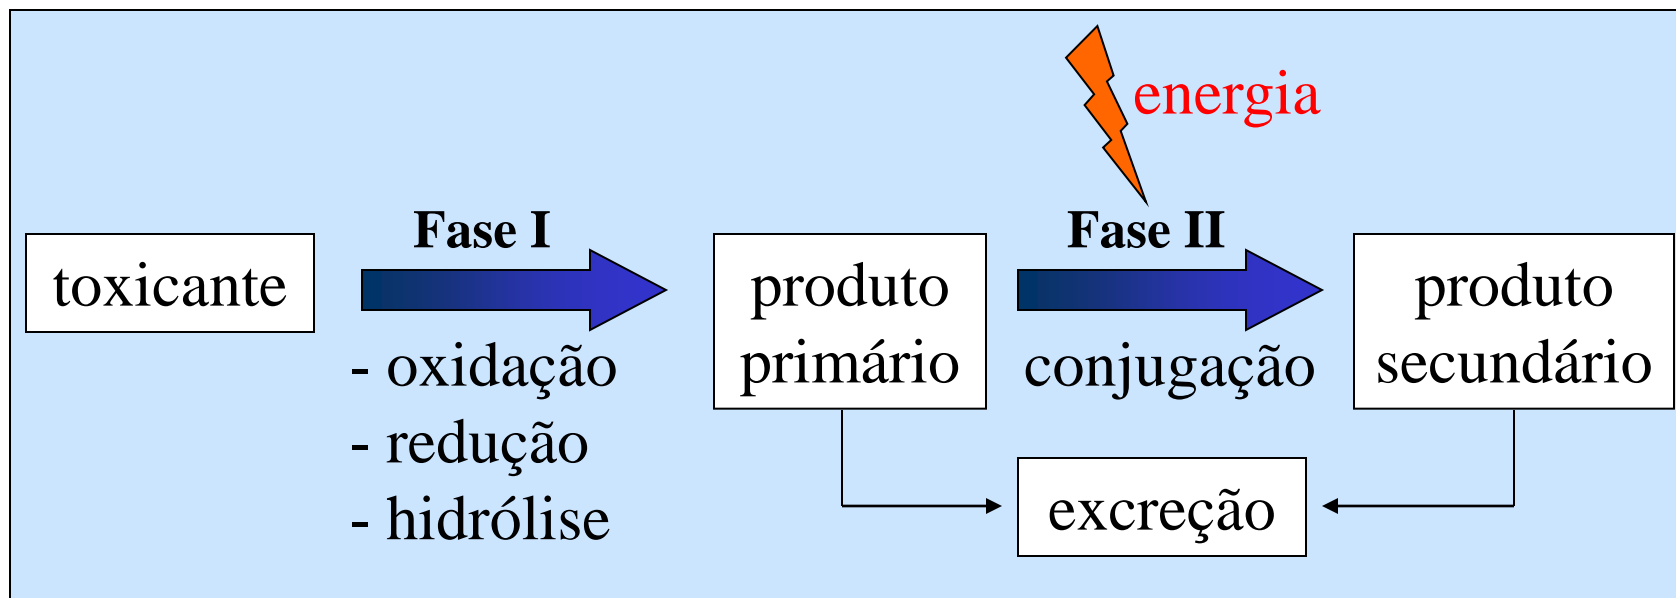 energia
Fase I
Fase II
toxicante
produto
primário
produto
secundário
- oxidação
- redução
- hidrólise
conjugação
excreção